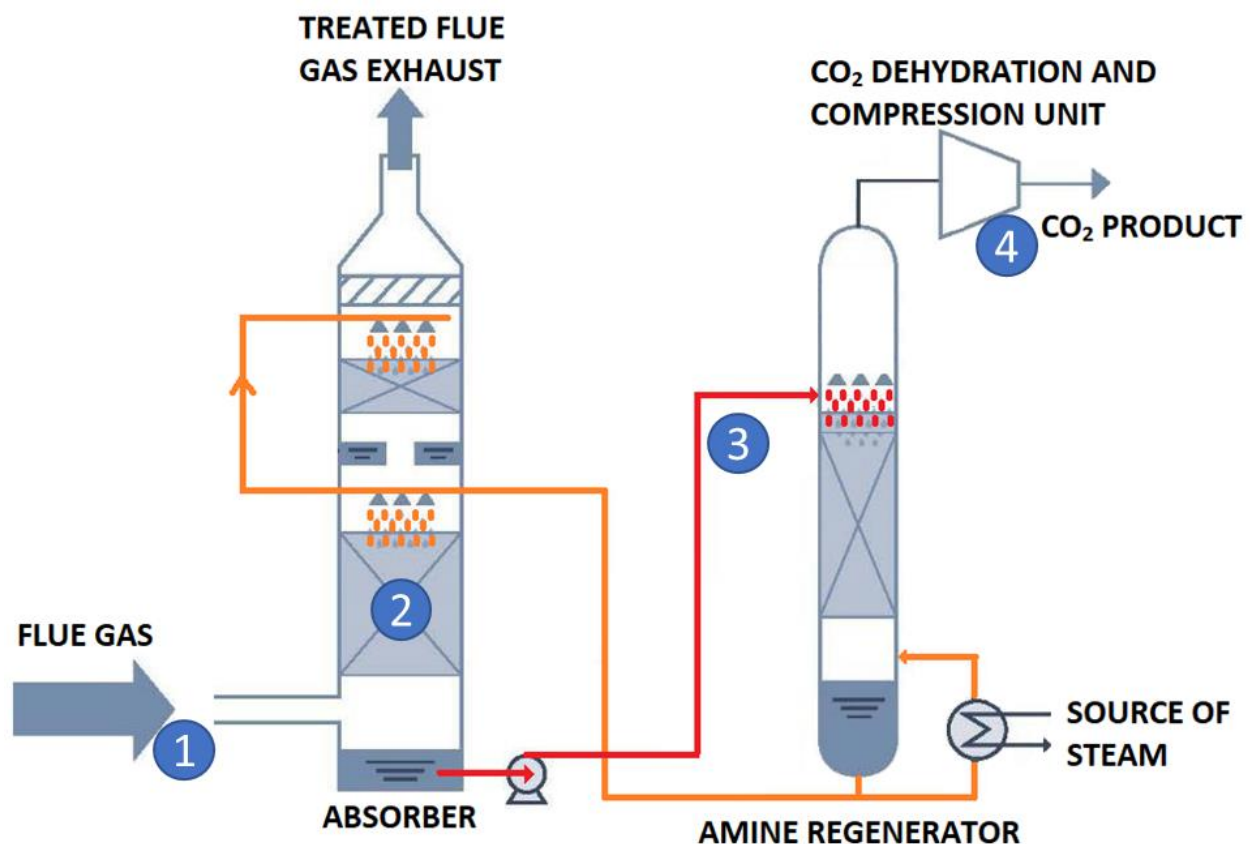 TREATED FLUE
GAS EXHAUST
CO₂ DEHYDRATION AND
COMPRESSION UNIT
CO₂ PRODUCT
4
3
2
FLUE GAS
1
SOURCE OF
STEAM
ABSORBER
AMINE REGENERATOR